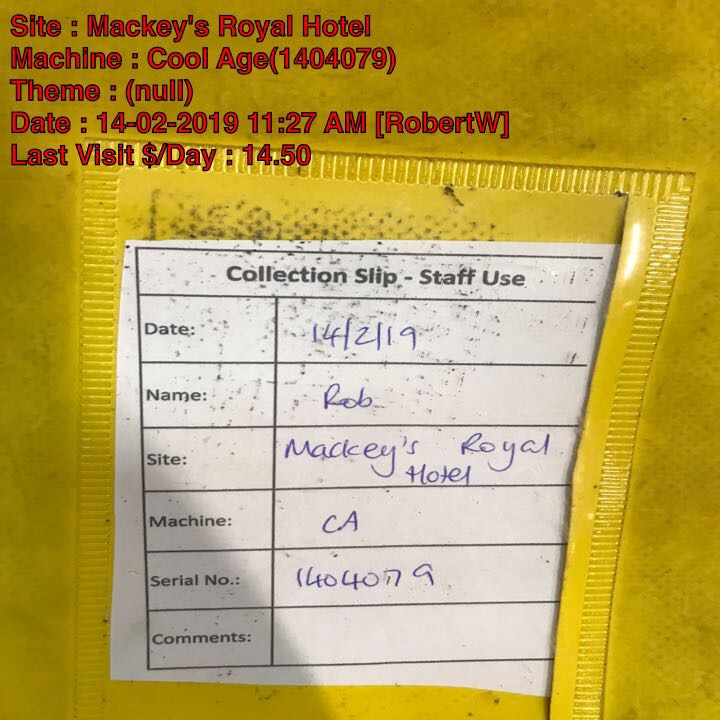 Site : Mackey's Royal Hotel
Machine : Cool Age(1404079)
Theme : (null)
Date : 14-02-2019 11:27 AM [RobertW]
Last Visit $/Day : 14.50
Collection Slip - Staff Use
Date: 14/2/19
Name: Rob
Site: Mackey's Royal
Hotel
Machine: CA
Serial No.: 1404079
Comments: